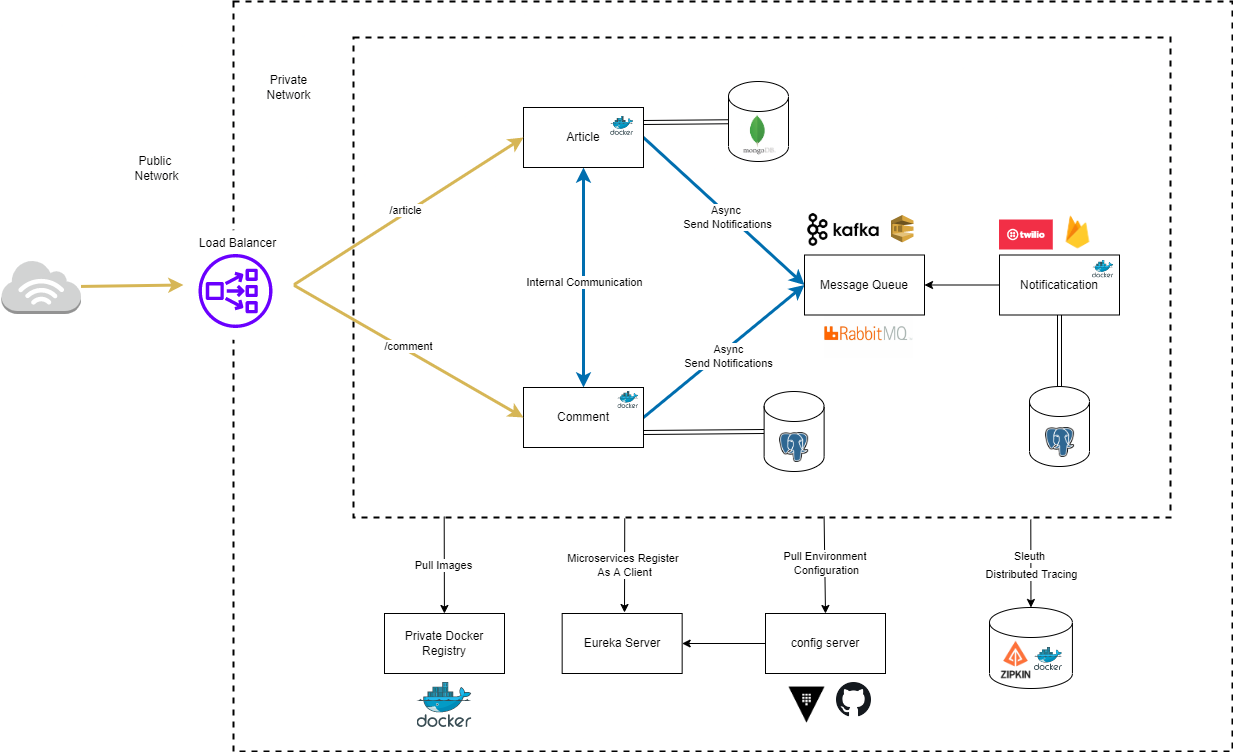 Private
Network
Public
Network
Load Balancer
Article
docker
mongoDB
/article
Async
Send Notifications
kafka
twilio
Internal Communication
Message Queue
docker
Notificatication
RabbitMQ
/comment
Async
Send Notifications
docker
Comment
Pull Images
Microservices Register
As A Client
Pull Environment
Configuration
Sleuth
Distributed Tracing
Private Docker
Registry
Eureka Server
config server
ZIPKIN
docker
docker